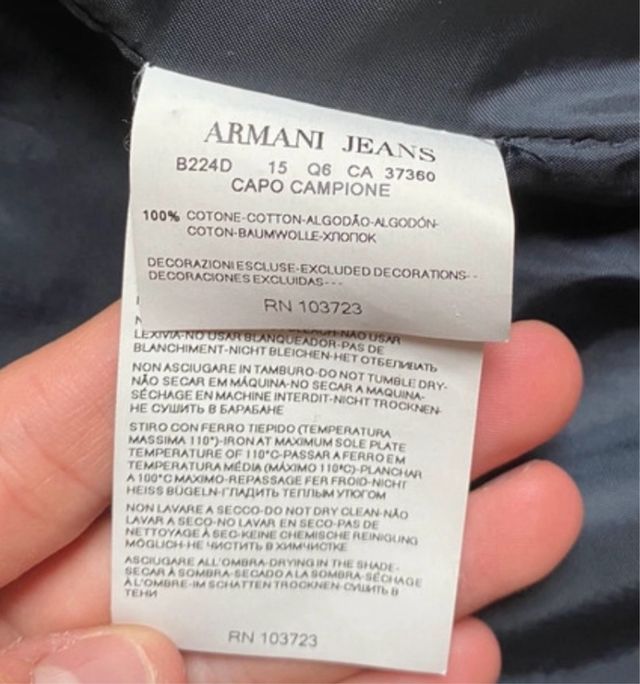 ARMANI JEANS
B224D 15 Q6 CA 37360
CAPO CAMPIONE
100% COTONE-COTTON-ALGODÃO-ALGODÓN-
COTON-BAUMWOLLE-ХЛОПОК
DECORAZIONI ESCLUSE-EXCLUDED DECORATIONS--
DECORACIONES EXCLUIDAS---
RN 103723
LEXIVIA-NO USAR BLANQUEADOR-PAS DE
BLANCHIMENT-NICHT BLEICHEN-НЕТ ОТБЕЛИВАТЬ
NON ASCIUGARE IN TAMBURO-DO NOT TUMBLE DRY-
NÃO SECAR EM MÁQUINA-NO SECAR A MAQUINA-
SÉCHAGE EN MACHINE INTERDIT-NICHT TROCKNEN-
НЕ СУШИТЬ В БАРАБАНЕ
STIRO CON FERRO TIEPIDO (TEMPERATURA
MASSIMA 110°)-IRON AT MAXIMUM SOLE PLATE
TEMPERATURE OF 110°C-PASSAR A FERRO EM
TEMPERATURA MÉDIA (MÁXIMO 110°C)-PLANCHAR
A 100°C MAXIMO-REPASSAGE FER FROID-NICHT
HEISS BÜGELN-ГЛАДИТЬ ТЕПЛЫМ УТЮГОМ
NON LAVARE A SECCO-DO NOT DRY CLEAN-NÃO
LAVAR A SECO-NO LAVAR EN SECO-PAS DE
NETTOYAGE À SEC-KEINE CHEMISCHE REINIGUNG
MÖGLICH-НЕ ЧИСТИТЬ В ХИМЧИСТКЕ
ASCIUGARE ALL'OMBRA-DRYING IN THE SHADE-
SECAR À SOMBRA-SECADO A LA SOMBRA-SÉCHAGE
À L'OMBRE-IM SCHATTEN TROCKNEN-СУШИТЬ В
ТЕНИ
RN 103723